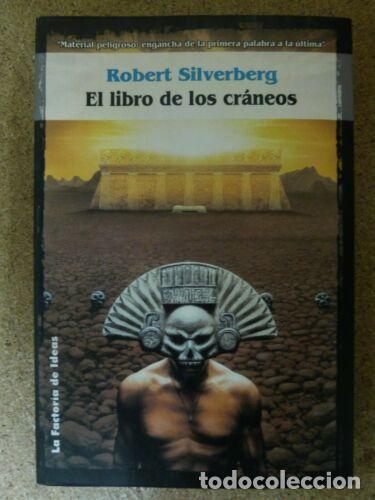 "Material peligroso: engancha de la primera palabra a la última"
Robert Silverberg
El libro de los cráneos
La Factoría de Ideas
todocoleccion